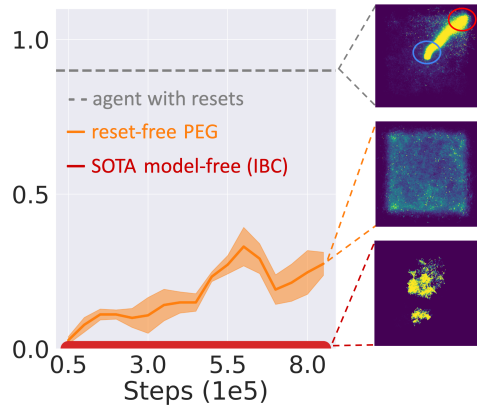 1.0
agent with resets
reset-free PEG
SOTA model-free (IBC)
0.5
0.0
0.5 3.0 5.5 8.0
Steps (1e5)